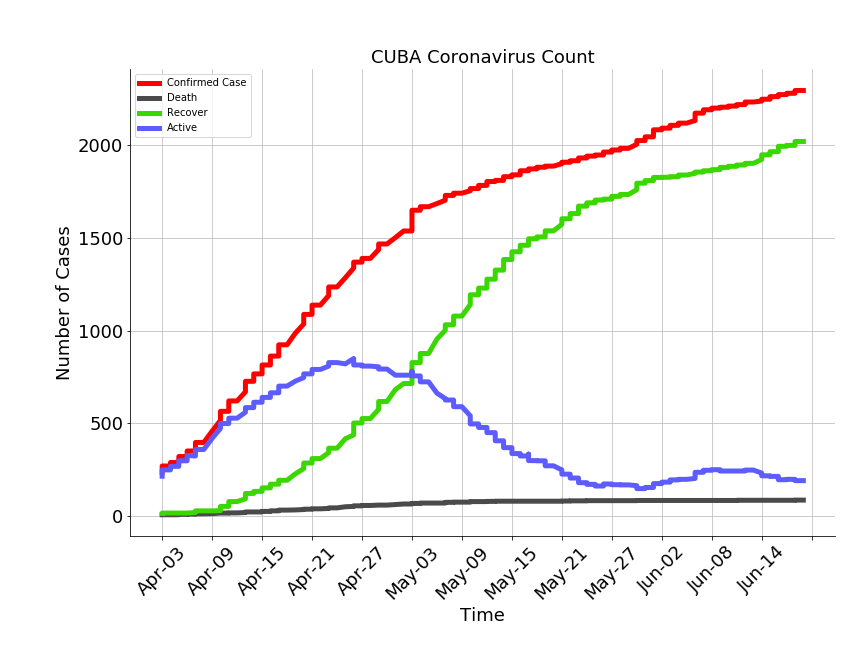 CUBA Coronavirus Count
Confirmed Case
Death
Recover
Active
Number of Cases
2000
1500
1000
500
0
Apr-03
Apr-09
Apr-15
Apr-21
Apr-27
May-03
May-09
May-15
May-21
May-27
Jun-02
Jun-08
Jun-14
Time